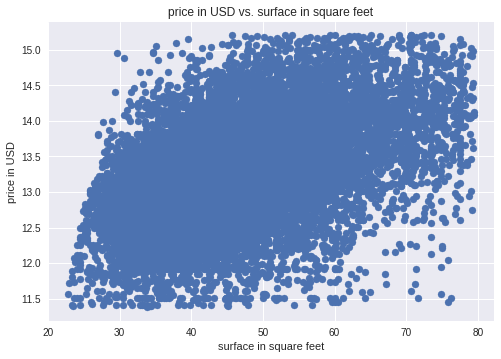 price in USD vs. surface in square feet
15.0
14.5
14.0
13.5
13.0
12.5
12.0
11.5
price in USD
20 30 40 50 60 70 80
surface in square feet